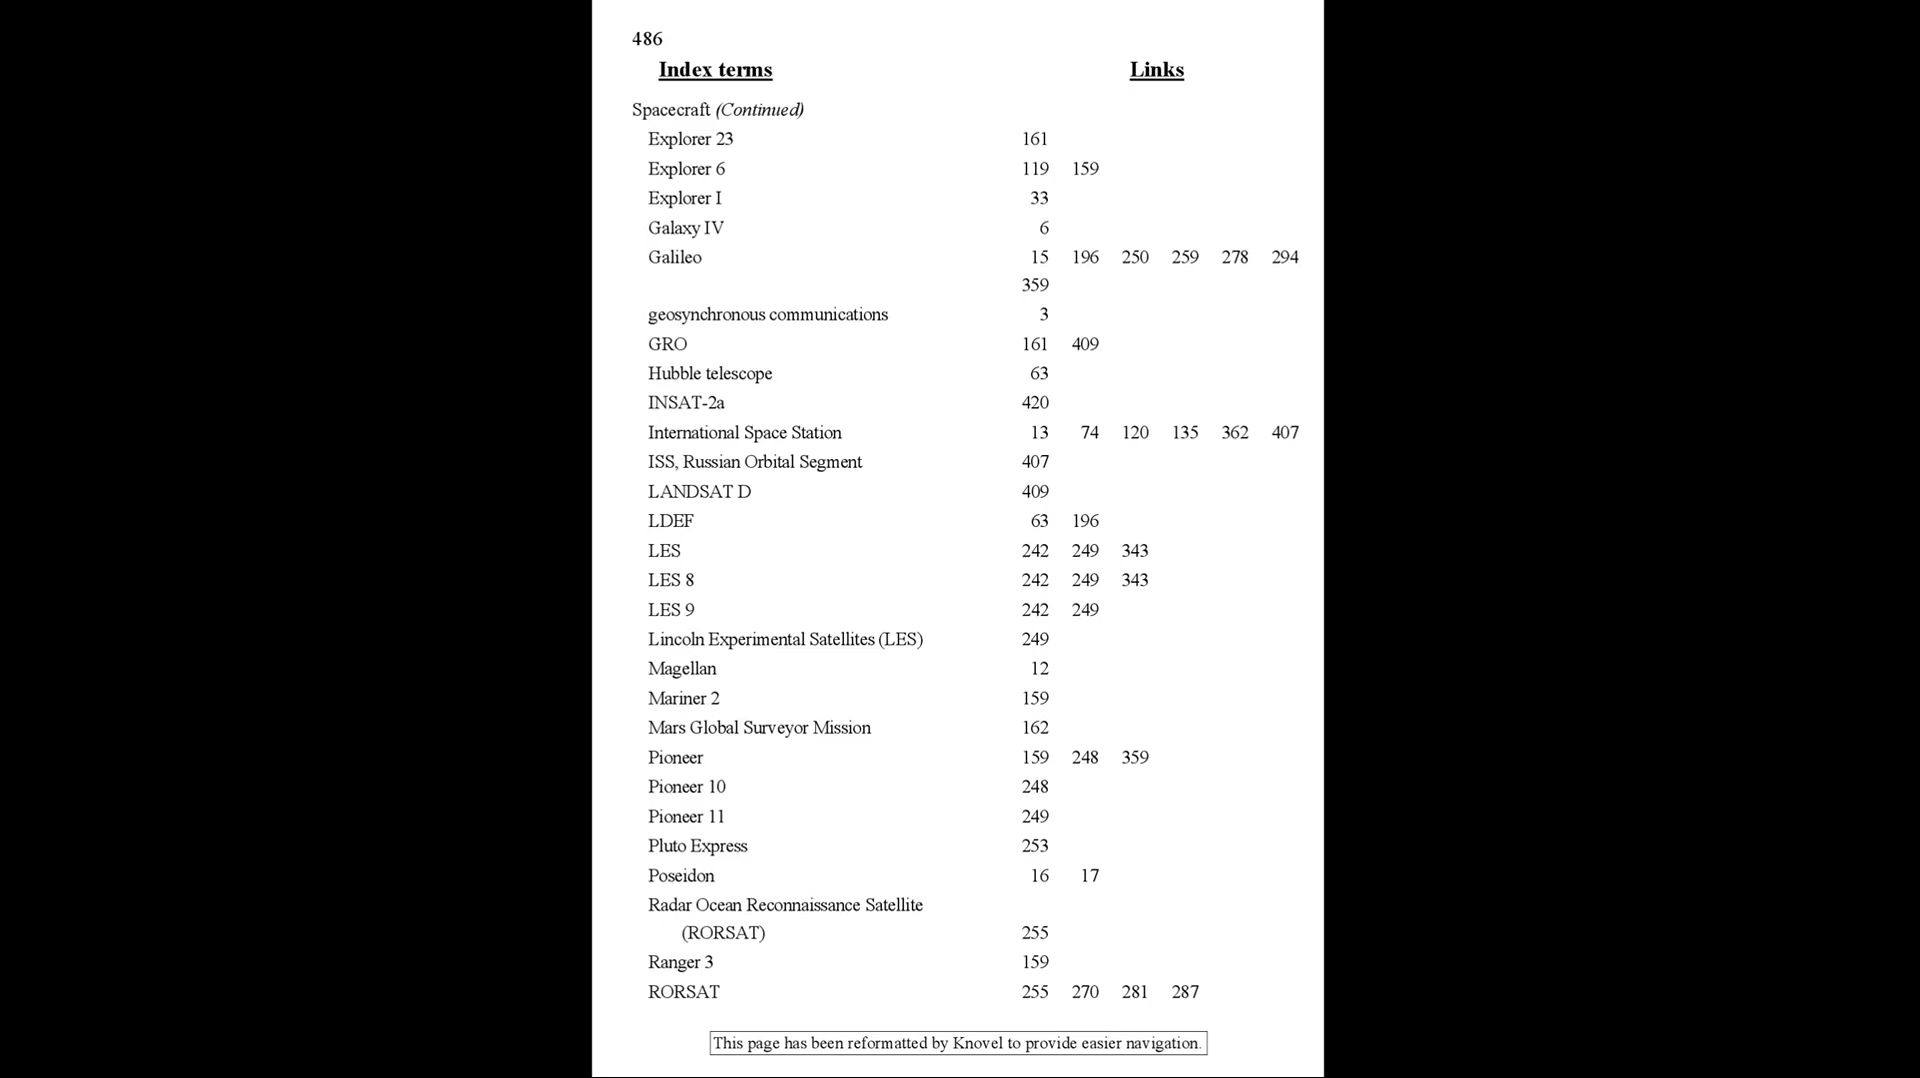 486
Index terms Links
Spacecraft (Continued)
Explorer 23 161
Explorer 6 119 159
Explorer I 33
Galaxy IV 6
Galileo 15 196 250 259 278 294
359
geosynchronous communications 3
GRO 161 409
Hubble telescope 63
INSAT-2a 420
International Space Station 13 74 120 135 362 407
ISS, Russian Orbital Segment 407
LANDSAT D 409
LDEF 63 196
LES 242 249 343
LES 8 242 249 343
LES 9 242 249
Lincoln Experimental Satellites (LES) 249
Magellan 12
Mariner 2 159
Mars Global Surveyor Mission 162
Pioneer 159 248 359
Pioneer 10 248
Pioneer 11 249
Pluto Express 253
Poseidon 16 17
Radar Ocean Reconnaissance Satellite
(RORSAT) 255
Ranger 3 159
RORSAT 255 270 281 287
This page has been reformatted by Knovel to provide easier navigation.